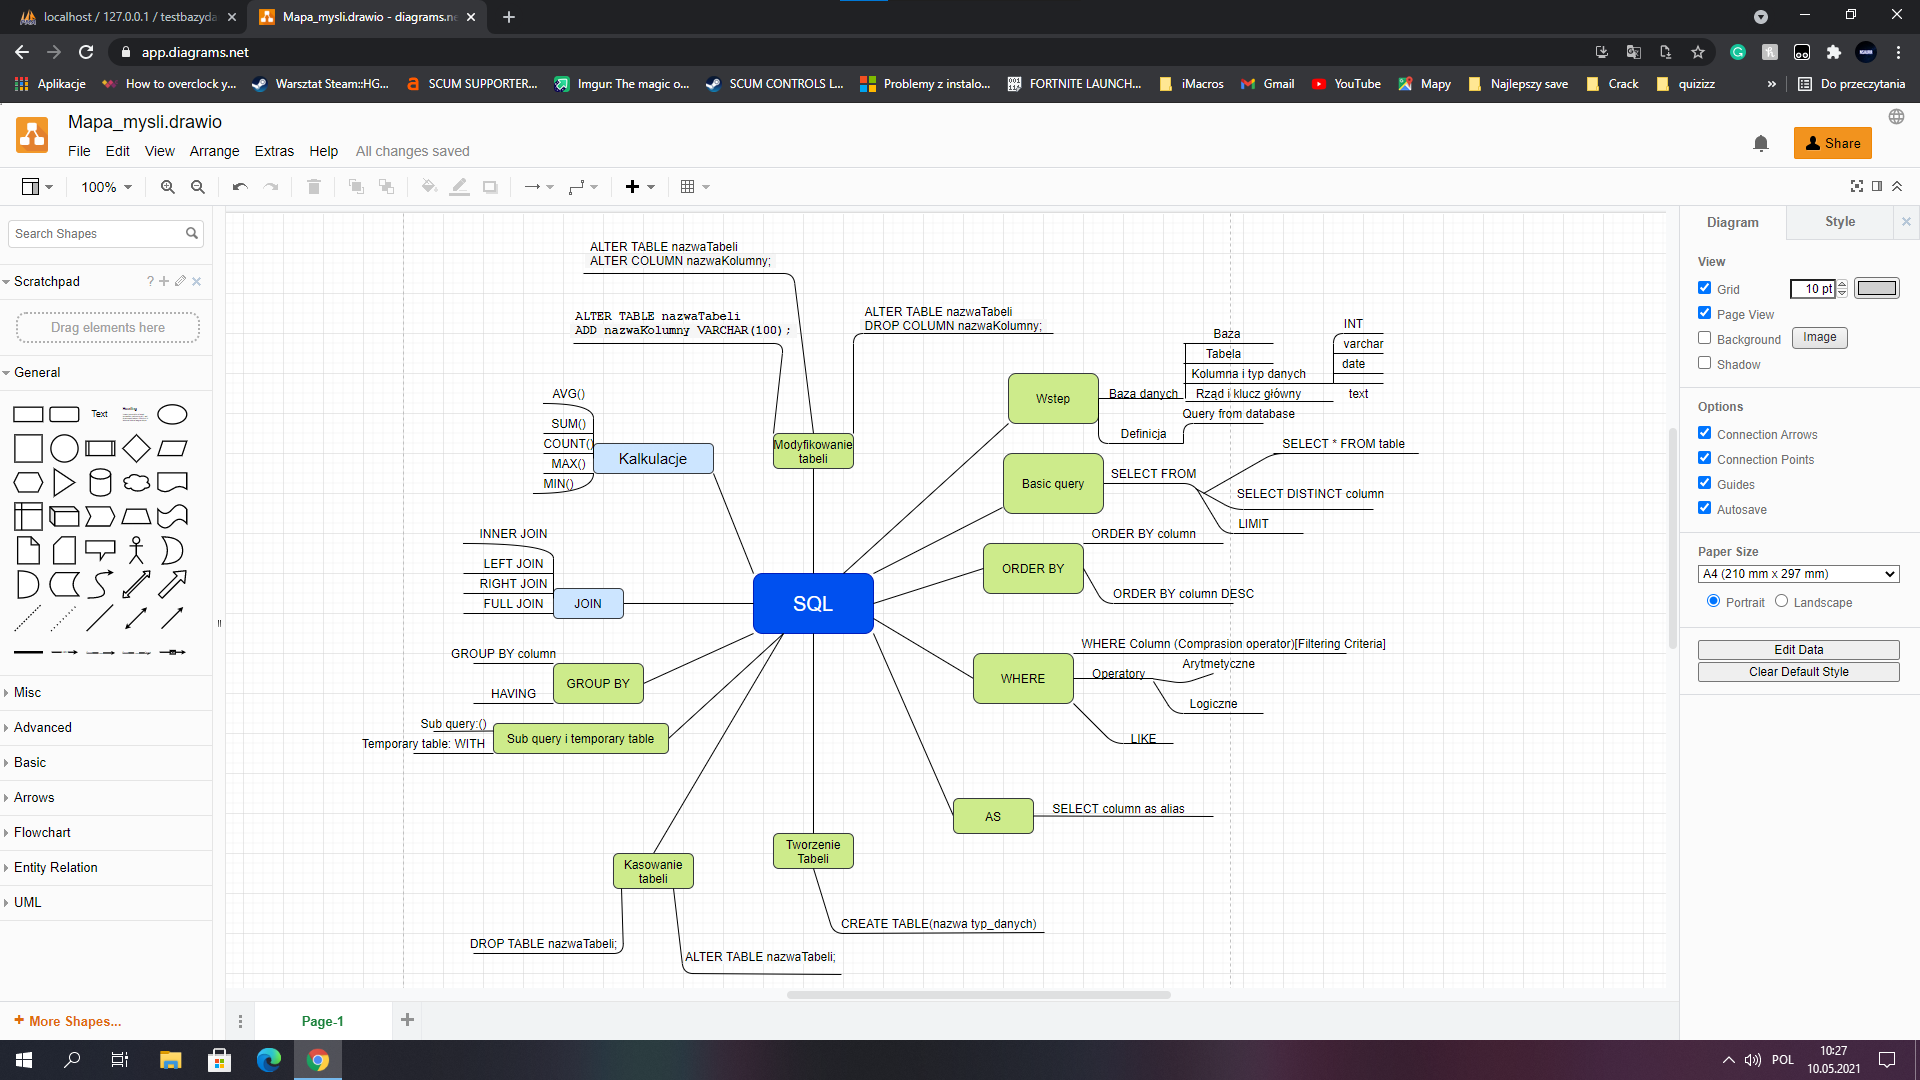 localhost / 127.0.0.1 / testbazyda
Mapa_mysli.drawio - diagrams.ne
app.diagrams.net
Aplikacje
How to overclock y...
Warsztat Steam::HG...
SCUM SUPPORTER...
Imgur: The magic o...
SCUM CONTROLS L...
Problemy z instalo...
FORTNITE LAUNCH...
iMacros
Gmail
YouTube
Mapy
Najlepszy save
Crack
quizizz
»
Do przeczytania
Mapa_mysli.drawio
File
Edit
View
Arrange
Extras
Help
All changes saved
Share
100%
Search Shapes
Scratchpad
?
Drag elements here
General
Text
Heading
Misc
Advanced
Basic
Arrows
Flowchart
Entity Relation
UML
+ More Shapes...
ALTER TABLE nazwaTabeli
ALTER COLUMN nazwaKolumny;
ALTER TABLE nazwaTabeli
ADD nazwaKolumny VARCHAR(100);
ALTER TABLE nazwaTabeli
DROP COLUMN nazwaKolumny;
Modyfikowanie
tabeli
AVG()
SUM()
COUNT()
MAX()
MIN()
Kalkulacje
INNER JOIN
LEFT JOIN
RIGHT JOIN
FULL JOIN
JOIN
SQL
GROUP BY column
HAVING
GROUP BY
Sub query:()
Temporary table: WITH
Sub query i temporary table
Kasowanie
tabeli
DROP TABLE nazwaTabeli;
ALTER TABLE nazwaTabeli;
Tworzenie
Tabeli
CREATE TABLE(nazwa typ_danych)
Wstep
Baza danych
Baza
Tabela
Kolumna i typ danych
Rząd i klucz główny
INT
varchar
date
text
Definicja
Query from database
Basic query
SELECT FROM
SELECT * FROM table
SELECT DISTINCT column
LIMIT
ORDER BY
ORDER BY column
ORDER BY column DESC
WHERE
WHERE Column (Comprasion operator)[Filtering Criteria]
Operatory
Arytmetyczne
Logiczne
LIKE
AS
SELECT column as alias
Page-1
Diagram
Style
View
Grid
10 pt
Page View
Background
Image
Shadow
Options
Connection Arrows
Connection Points
Guides
Autosave
Paper Size
A4 (210 mm x 297 mm)
Portrait
Landscape
Edit Data
Clear Default Style
POL
10:27
10.05.2021